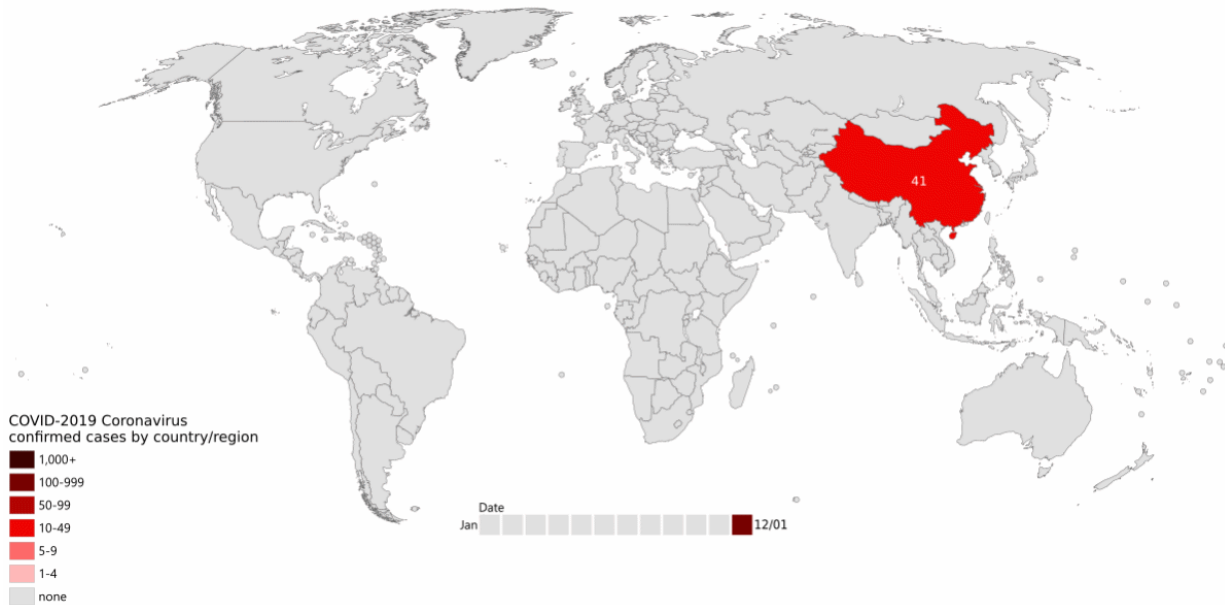 41
COVID-2019 Coronavirus
confirmed cases by country/region
1,000+
100-999
50-99
10-49
5-9
1-4
none
Date
Jan 12/01